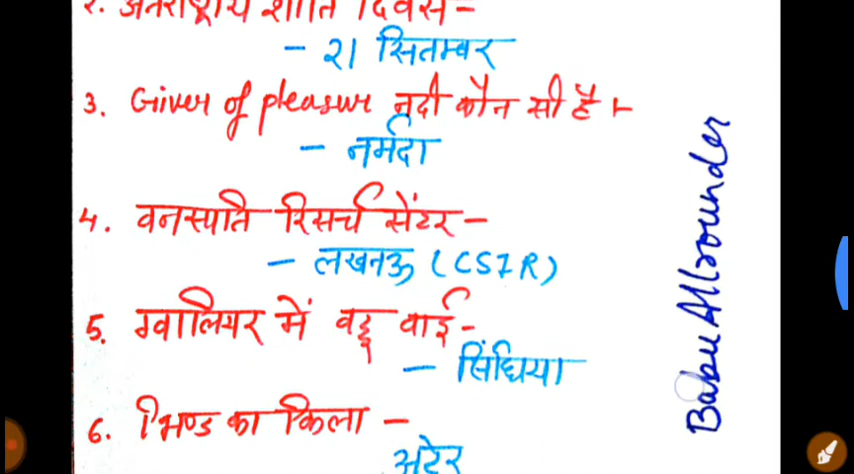 2. अंतर्राष्ट्रीय शांति दिवस -
- 21 सितम्बर
3. Giver of pleasure नदी कौन सी है -
- नर्मदा
4. वनस्पति रिसर्च सेंटर -
- लखनऊ (CSIR)
5. ग्वालियर में वाई -
- सिंधिया
6. भिण्ड का किला -
अटेर
Babu Allrounder